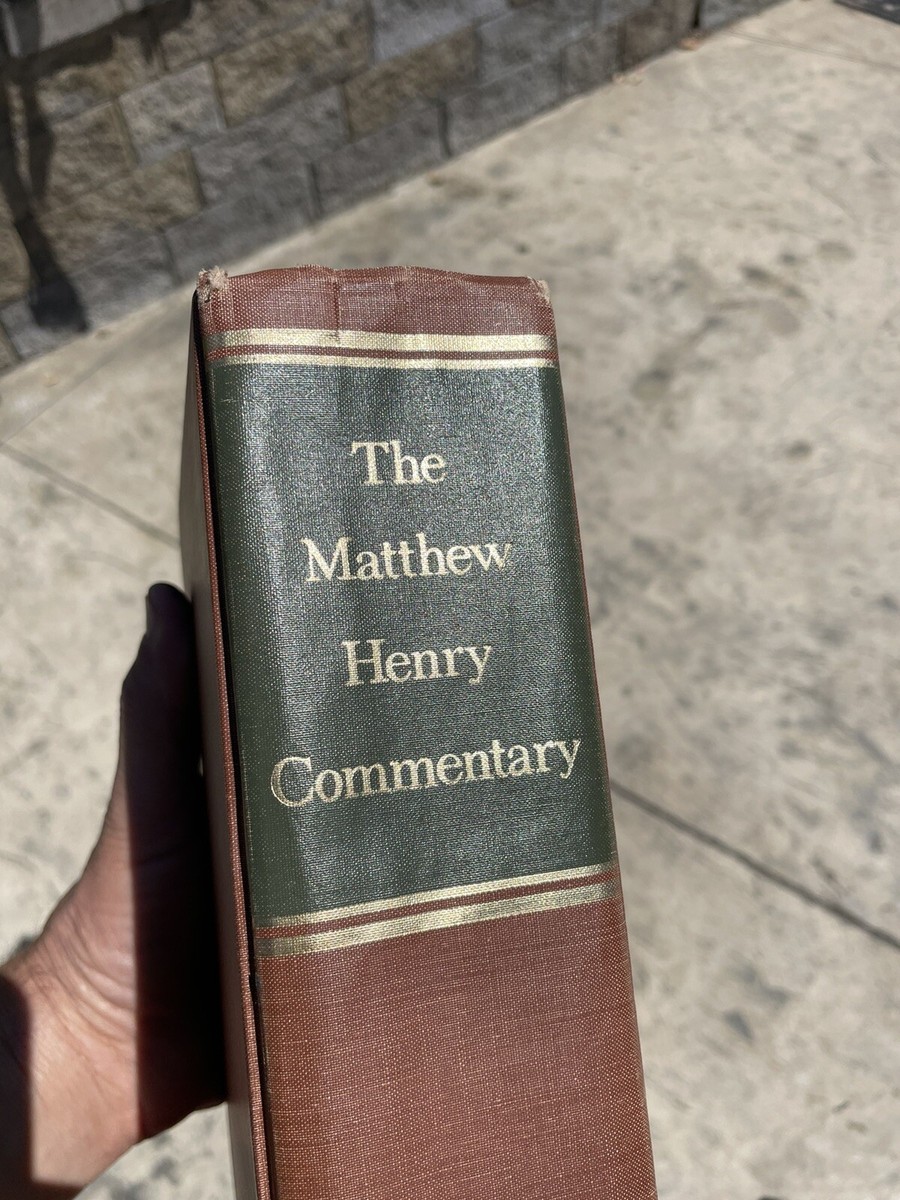 The
Matthew
Henry
Commentary